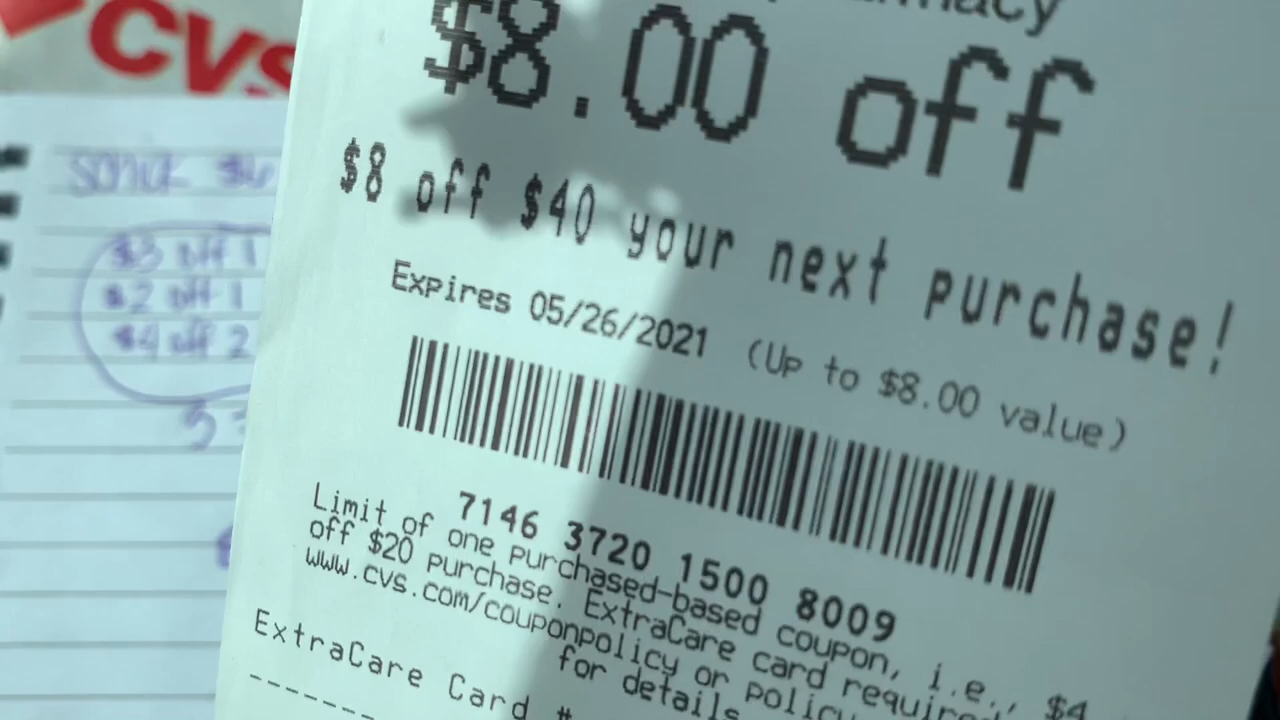 CVS
$8.00 off
$8 off $40 your next purchase!
Expires 05/26/2021 (Up to $8.00 value)
7146 3720 1500 8009
Limit of one purchased-based coupon, i.e., $4
off $20 purchase. ExtraCare card required
www.cvs.com/couponpolicy or policy
for details
ExtraCare Card #
$3 off 1
$2 off 1
$4 off 2